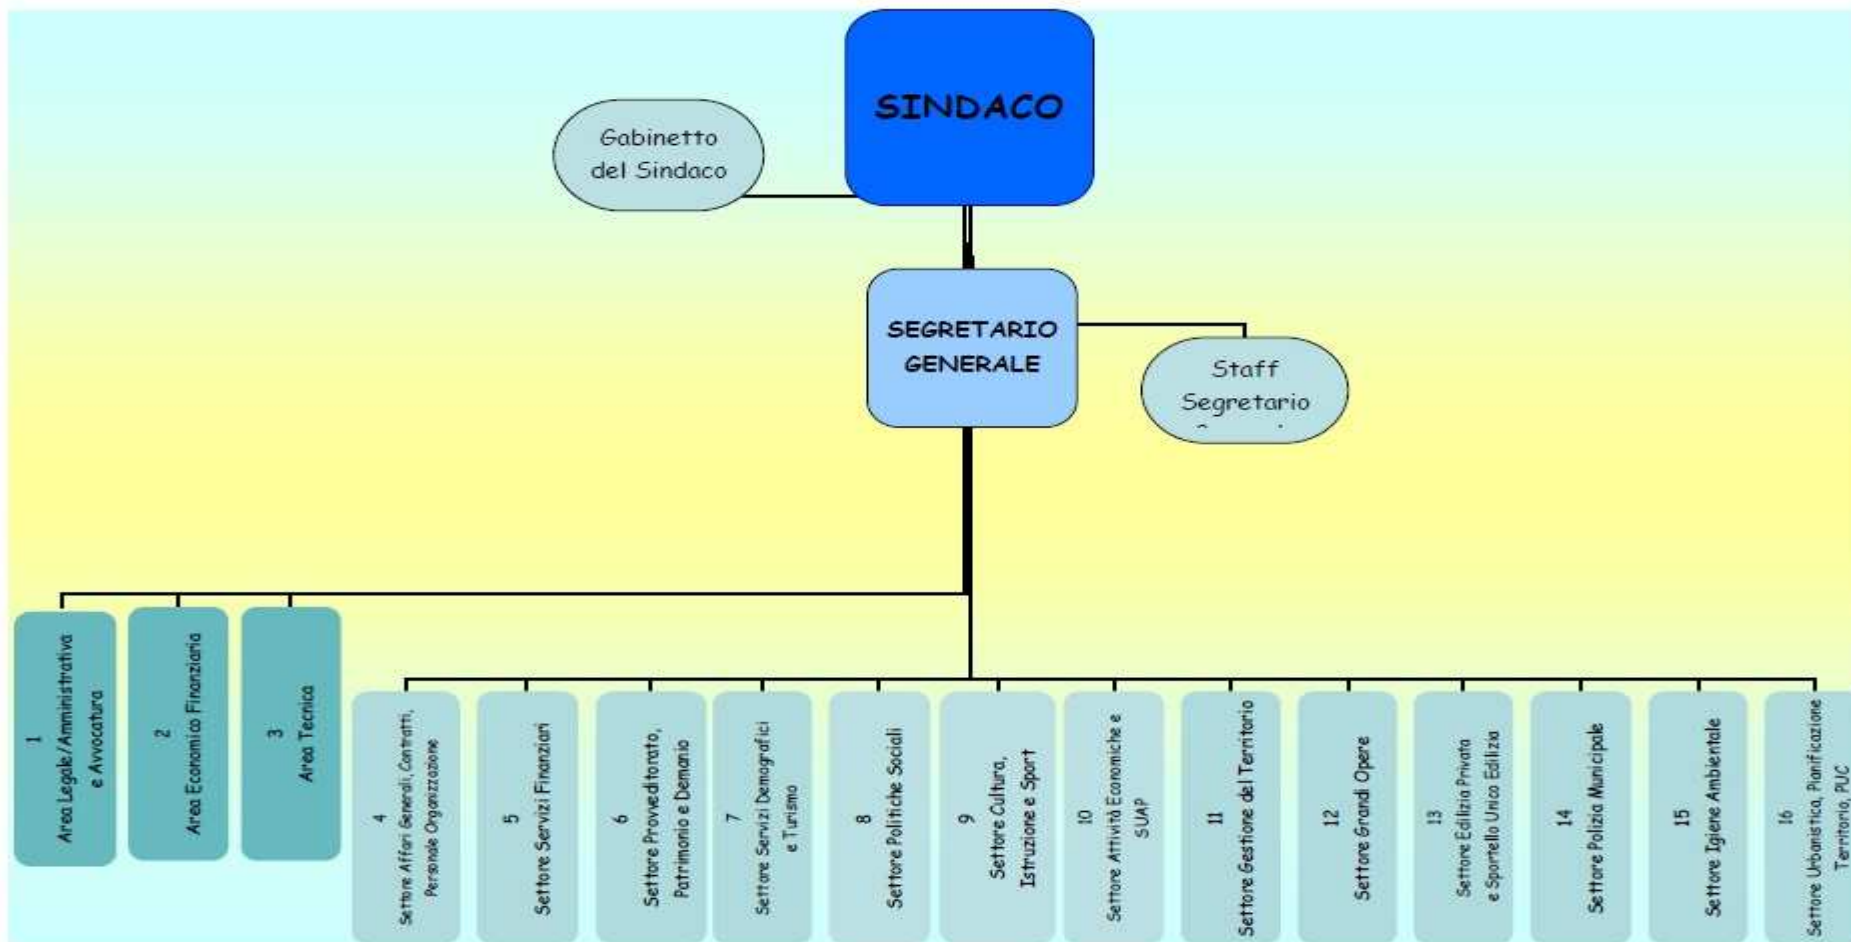 SINDACO
Gabinetto
del Sindaco
SEGRETARIO
GENERALE
Staff
Segretario
1
Area Legale/Amministrativa
e Avvocatura
2
Area Economico Finanziaria
3
Area Tecnica
4
Settore Affari Generali, Contratti,
Personale Organizzazione
5
Settore Servizi Finanziari
6
Settore Provveditorato,
Patrimonio e Demanio
7
Settore Servizi Demografici
e Turismo
8
Settore Politiche Sociali
9
Settore Cultura,
Istruzione e Sport
10
Settore Attività Economiche e
SUAP
11
Settore Gestione del Territorio
12
Settore Grandi Opere
13
Settore Edilizia Privata
e Sportello Unico Edilizia
14
Settore Polizia Municipale
15
Settore Igiene Ambientale
16
Settore Urbanistica, Pianificazione
Territorio, PUC